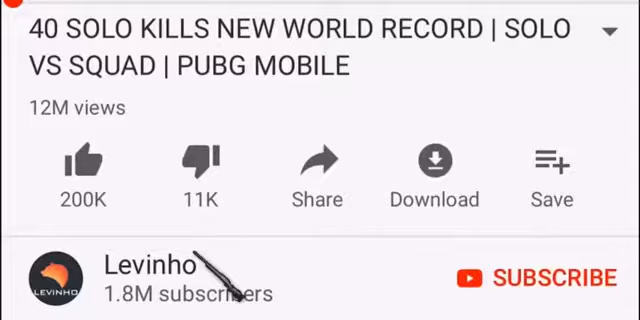 40 SOLO KILLS NEW WORLD RECORD | SOLO
VS SQUAD | PUBG MOBILE
12M views
200K
11K
Share
Download
Save
LEVINHO
Levinho
1.8M subscribers
SUBSCRIBE